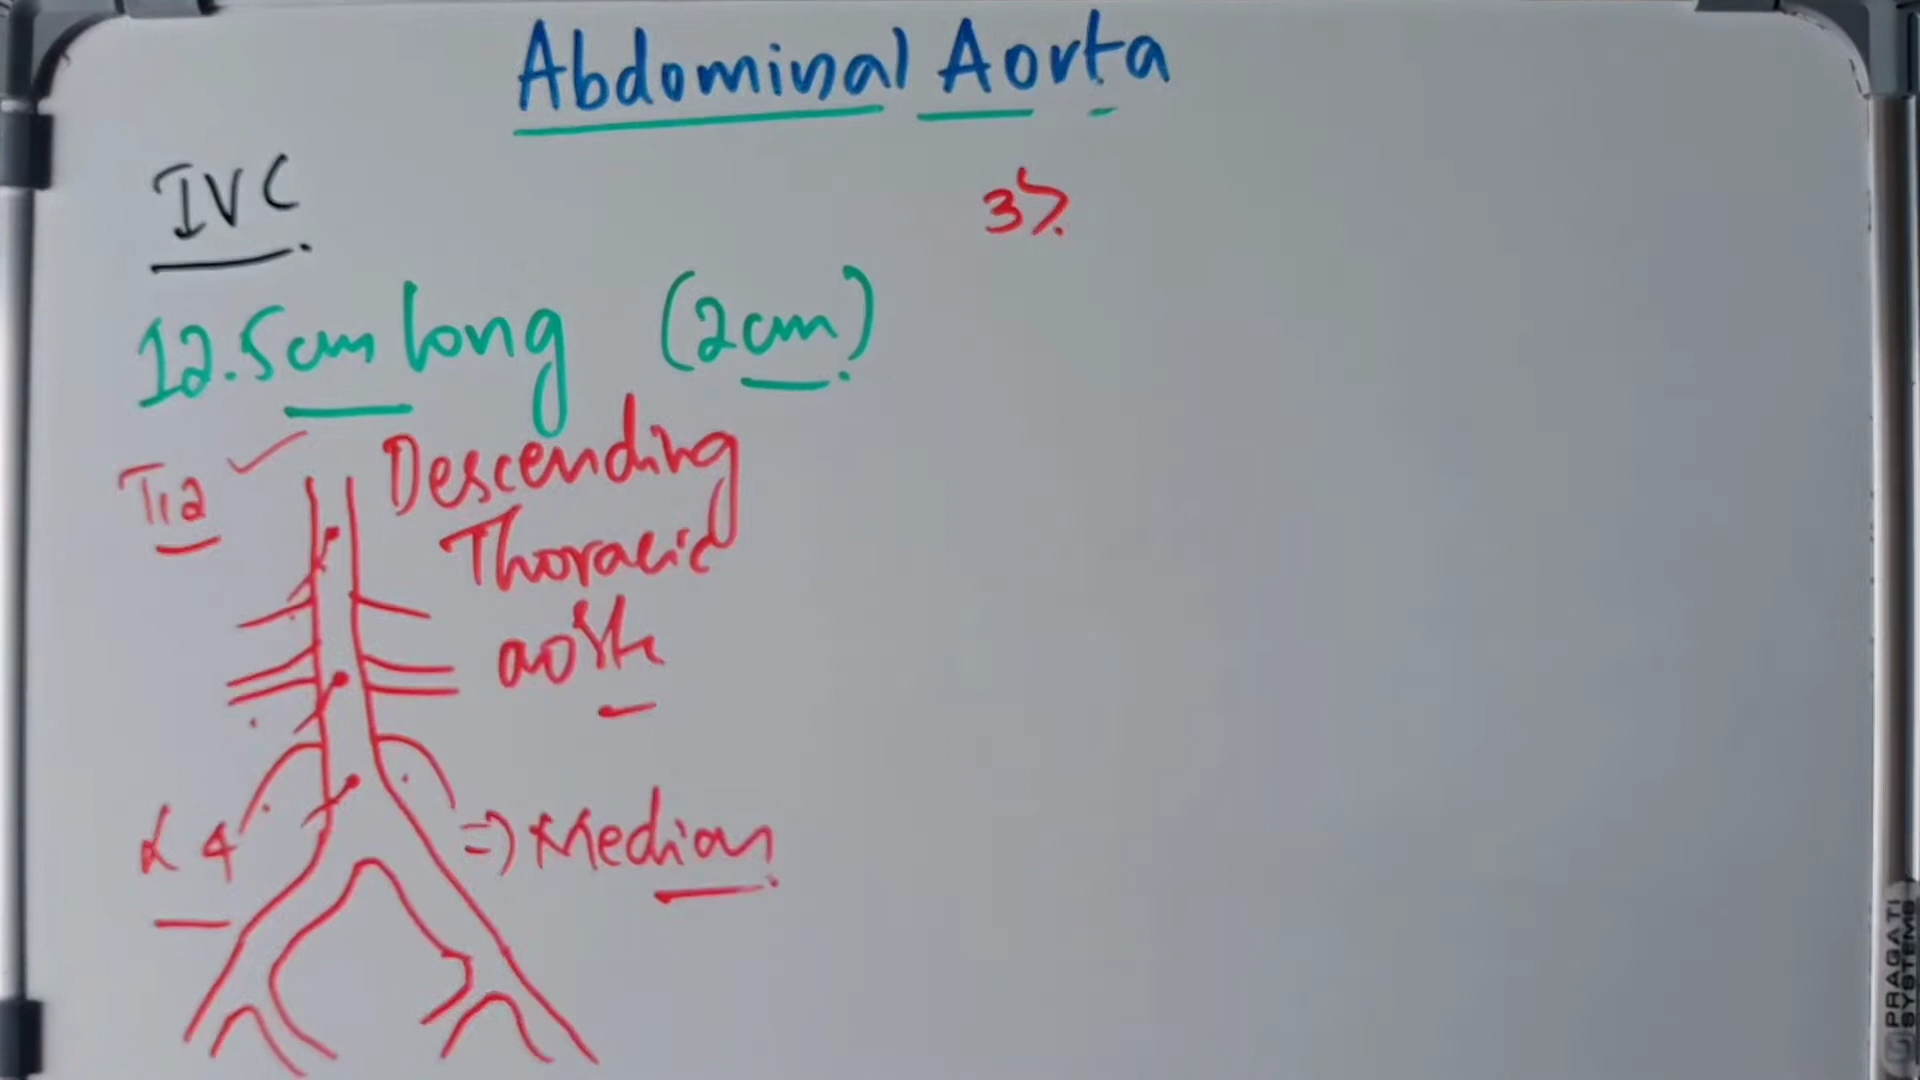 Abdominal Aorta
IVC
3%
12.5cm long (2cm)
T12 Descending
Thoracic
aorta
L4 => Median
PRAGATI
SYSTEMS